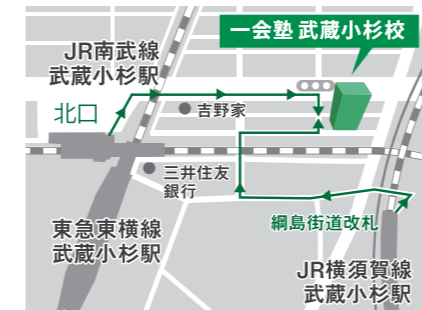 一会塾 武蔵小杉校
JR南武線
武蔵小杉駅
北口
吉野家
三井住友
銀行
綱島街道改札
東急東横線
武蔵小杉駅
JR横須賀線
武蔵小杉駅